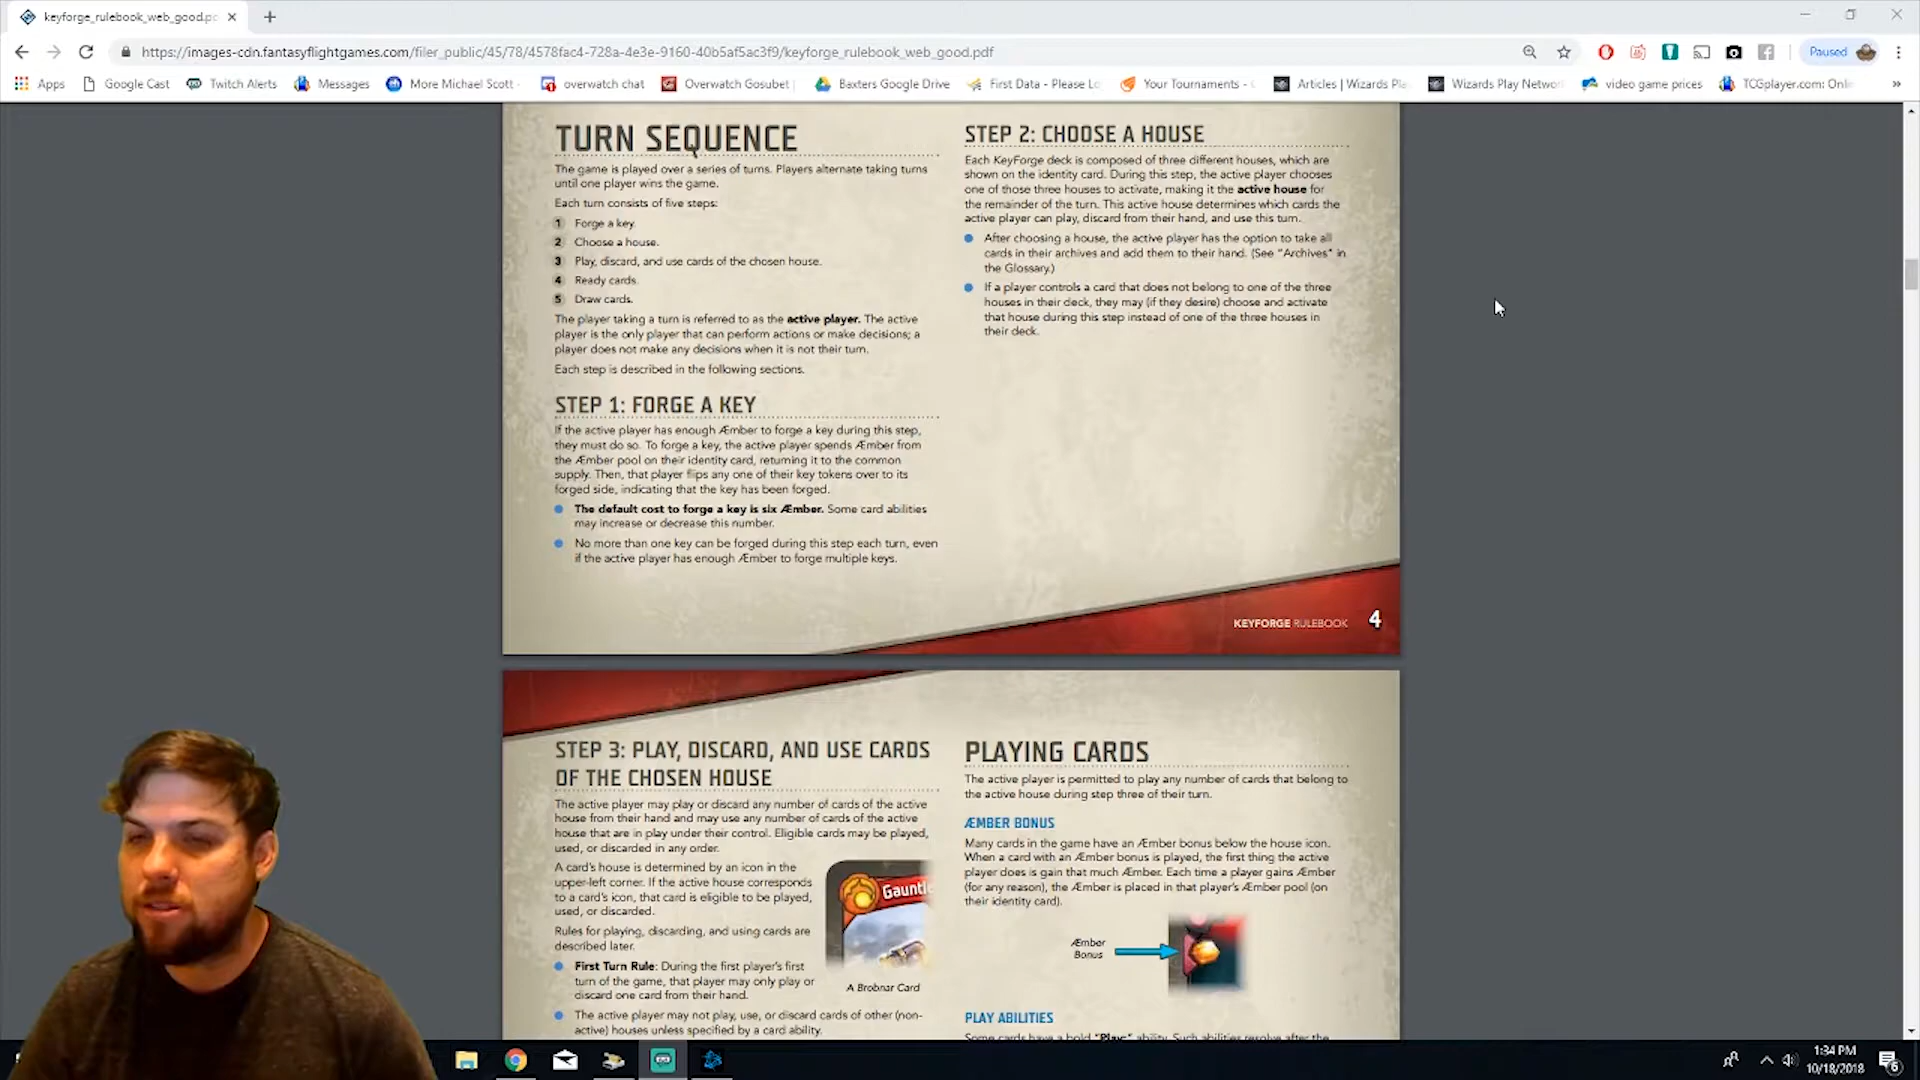 keyforge_rulebook_web_good.pc
https://images-cdn.fantasyflightgames.com/filer_public/45/78/4578fac4-728a-4e3e-9160-40b5af5ac3f9/keyforge_rulebook_web_good.pdf
Paused
Apps
Google Cast
Twitch Alerts
Messages
More Michael Scott -
overwatch chat
Overwatch Gosubet
Baxters Google Drive
First Data - Please Lo
Your Tournaments -
Articles | Wizards Pla
Wizards Play Networ
video game prices
TCGplayer.com: Onli
»
TURN SEQUENCE
The game is played over a series of turns. Players alternate taking turns
until one player wins the game.
Each turn consists of five steps:
1 Forge a key.
2 Choose a house.
3 Play, discard, and use cards of the chosen house.
4 Ready cards.
5 Draw cards.
The player taking a turn is referred to as the active player. The active
player is the only player that can perform actions or make decisions; a
player does not make any decisions when it is not their turn.
Each step is described in the following sections.
STEP 1: FORGE A KEY
If the active player has enough Æmber to forge a key during this step,
they must do so. To forge a key, the active player spends Æmber from
the Æmber pool on their identity card, returning it to the common
supply. Then, that player flips any one of their key tokens over to its
forged side, indicating that the key has been forged.
The default cost to forge a key is six Æmber. Some card abilities
may increase or decrease this number.
No more than one key can be forged during this step each turn, even
if the active player has enough Æmber to forge multiple keys.
STEP 2: CHOOSE A HOUSE
Each KeyForge deck is composed of three different houses, which are
shown on the identity card. During this step, the active player chooses
one of those three houses to activate, making it the active house for
the remainder of the turn. This active house determines which cards the
active player can play, discard from their hand, and use this turn.
After choosing a house, the active player has the option to take all
cards in their archives and add them to their hand. (See "Archives" in
the Glossary.)
If a player controls a card that does not belong to one of the three
houses in their deck, they may (if they desire) choose and activate
that house during this step instead of one of the three houses in
their deck.
KEYFORGE RULEBOOK 4
STEP 3: PLAY, DISCARD, AND USE CARDS
OF THE CHOSEN HOUSE
The active player may play or discard any number of cards of the active
house from their hand and may use any number of cards of the active
house that are in play under their control. Eligible cards may be played,
used, or discarded in any order.
A card's house is determined by an icon in the
upper-left corner. If the active house corresponds
to a card's icon, that card is eligible to be played,
used, or discarded.
Rules for playing, discarding, and using cards are
described later.
First Turn Rule: During the first player's first
turn of the game, that player may only play or
discard one card from their hand.
The active player may not play, use, or discard cards of other (non-
active) houses unless specified by a card ability.
Gauntle
A Brobnar Card
PLAYING CARDS
The active player is permitted to play any number of cards that belong to
the active house during step three of their turn.
ÆMBER BONUS
Many cards in the game have an Æmber bonus below the house icon.
When a card with an Æmber bonus is played, the first thing the active
player does is gain that much Æmber. Each time a player gains Æmber
(for any reason), the Æmber is placed in that player's Æmber pool (on
their identity card).
Æmber
Bonus
PLAY ABILITIES
Some cards have a bold "Play:" ability. Such abilities resolve after the
1:34 PM
10/18/2018
6